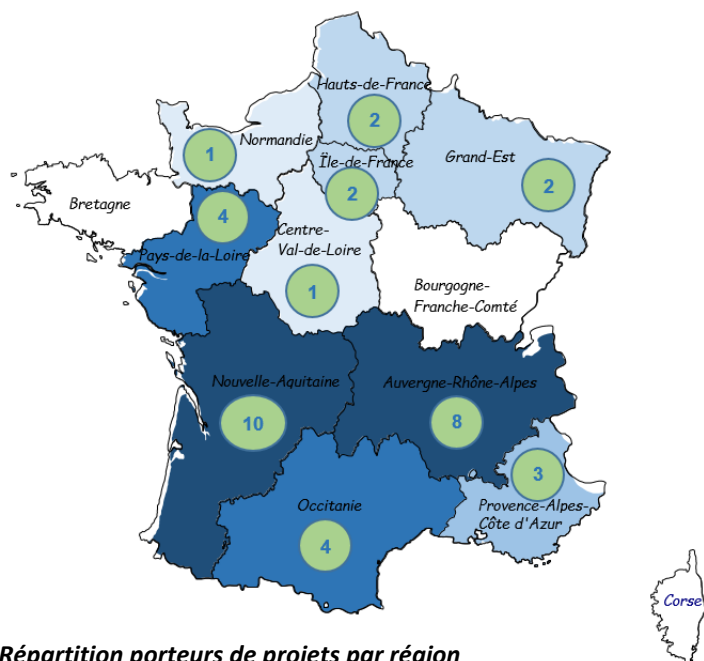 Hauts-de-France
2
Normandie
1
Île-de-France
2
Grand-Est
2
Bretagne
4
Pays-de-la-Loire
Centre-
Val-de-Loire
1
Bourgogne-
Franche-Comté
Nouvelle-Aquitaine
10
Auvergne-Rhône-Alpes
8
3
Provence-Alpes-
Côte d'Azur
Occitanie
4
Corse
Répartition porteurs de projets par région